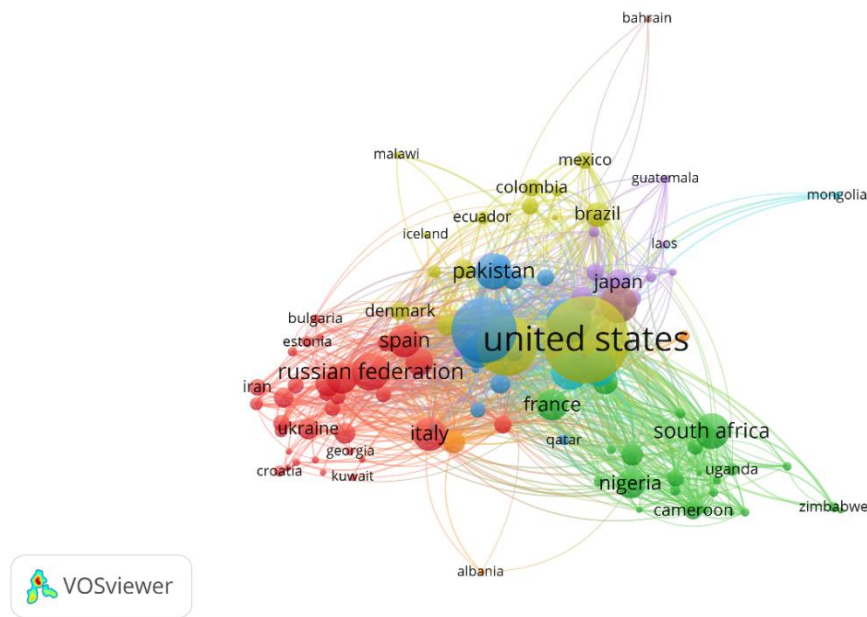 bahrain
malawi
mexico
guatemala
colombia
mongolia
ecuador
brazil
iceland
laos
pakistan
japan
denmark
bulgaria
spain
united states
estonia
russian federation
iran
france
ukraine
italy
south africa
qatar
georgia
croatia
kuwait
nigeria
uganda
cameroon
zimbabwe
albania
VOSviewer